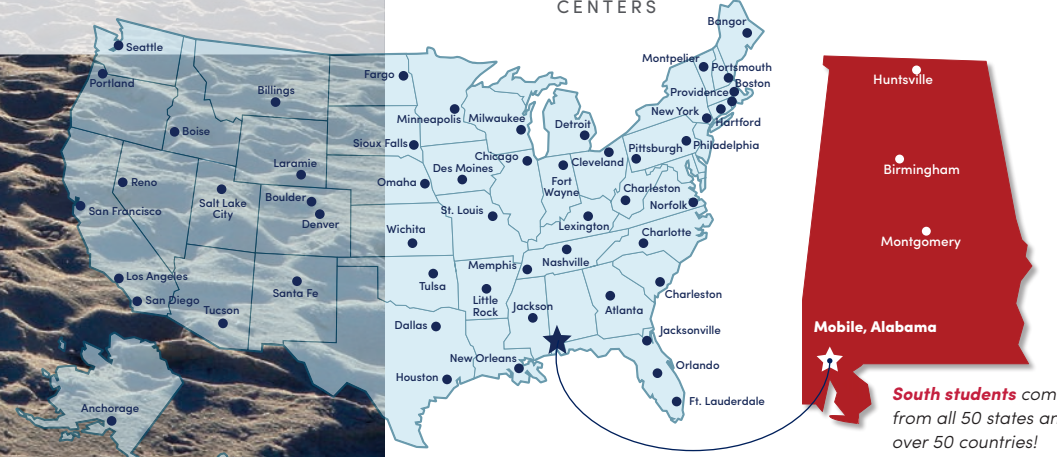 CENTERS
Bangor
Seattle
Montpelier
Portsmouth
Fargo
Portland
Boston
Billings
Providence
Minneapolis
Milwaukee
New York
Hartford
Detroit
Boise
Sioux Falls
Pittsburgh
Philadelphia
Chicago
Cleveland
Laramie
Des Moines
Reno
Omaha
Fort
Wayne
Charleston
Boulder
Salt Lake
City
San Francisco
St. Louis
Norfolk
Denver
Lexington
Wichita
Charlotte
Nashville
Memphis
Los Angeles
Tulsa
Santa Fe
Charleston
San Diego
Little
Rock
Jackson
Tucson
Atlanta
Dallas
Jacksonville
New Orleans
Orlando
Houston
Ft. Lauderdale
Anchorage
Huntsville
Birmingham
Montgomery
Mobile, Alabama
South students com
from all 50 states an
over 50 countries!